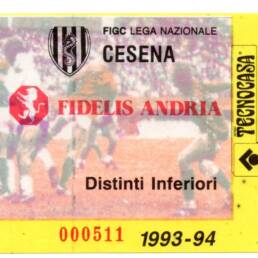 FIGC LEGA NAZIONALE
CESENA
FIDELIS ANDRIA
Distinti Inferiori
000511 1993-94
TECNOCASA